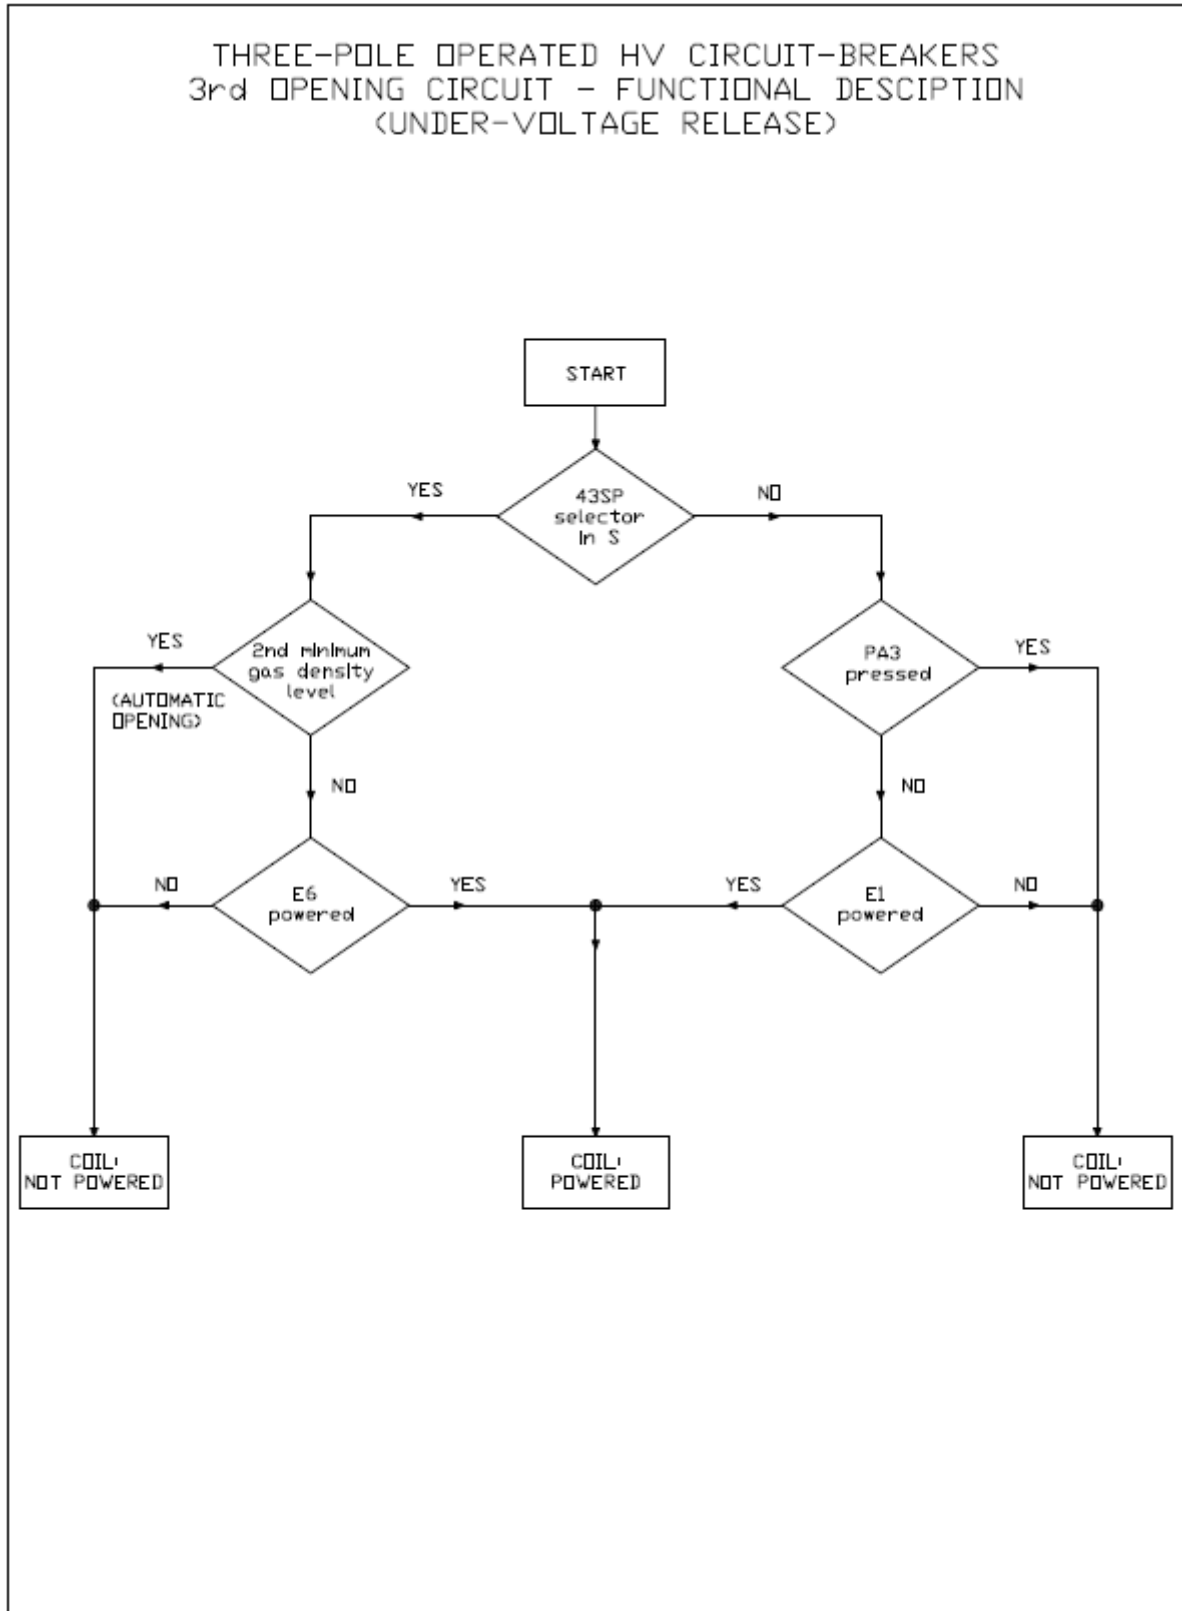 THREE-POLE OPERATED HV CIRCUIT-BREAKERS
3rd OPENING CIRCUIT - FUNCTIONAL DESCIPTION
(UNDER-VOLTAGE RELEASE)
START
YES
43SP
selector
in S
NO
YES
2nd minimum
gas density
level
(AUTOMATIC
OPENING)
PA3
pressed
YES
NO
NO
NO
E6
powered
YES
YES
E1
powered
NO
COIL:
NOT POWERED
COIL:
POWERED
COIL:
NOT POWERED